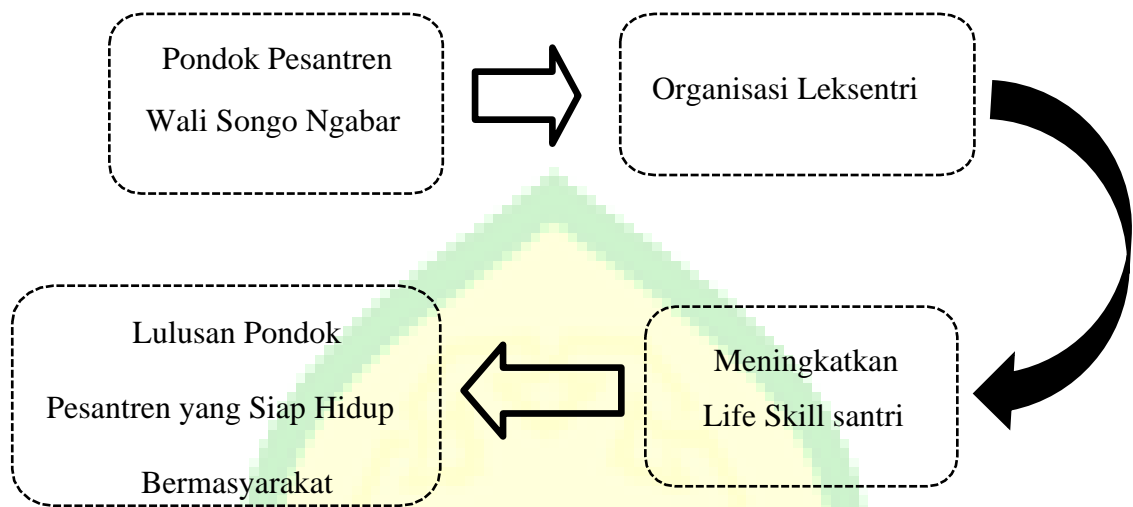 Pondok Pesantren
Wali Songo Ngabar
Organisasi Leksentri
Meningkatkan
Life Skill santri
Lulusan Pondok
Pesantren yang Siap Hidup
Bermasyarakat